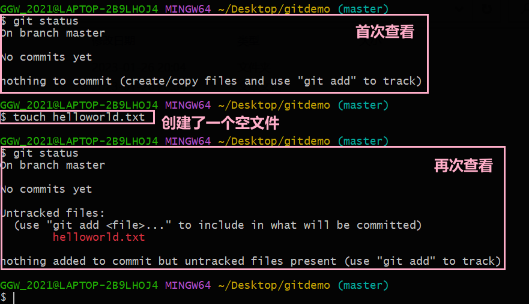 GGW_2021@LAPTOP-2B9LHOJ4 MINGW64 ~/Desktop/gitdemo (master)
$ git status
On branch master
首次查看
No commits yet
nothing to commit (create/copy files and use "git add" to track)
GGW_2021@LAPTOP-2B9LHOJ4 MINGW64 ~/Desktop/gitdemo (master)
$ touch helloworld.txt
创建了一个空文件
GGW_2021@LAPTOP-2B9LHOJ4 MINGW64 ~/Desktop/gitdemo (master)
$ git status
On branch master
再次查看
No commits yet
Untracked files:
(use "git add <file>..." to include in what will be committed)
helloworld.txt
nothing added to commit but untracked files present (use "git add" to track)
GGW_2021@LAPTOP-2B9LHOJ4 MINGW64 ~/Desktop/gitdemo (master)
$